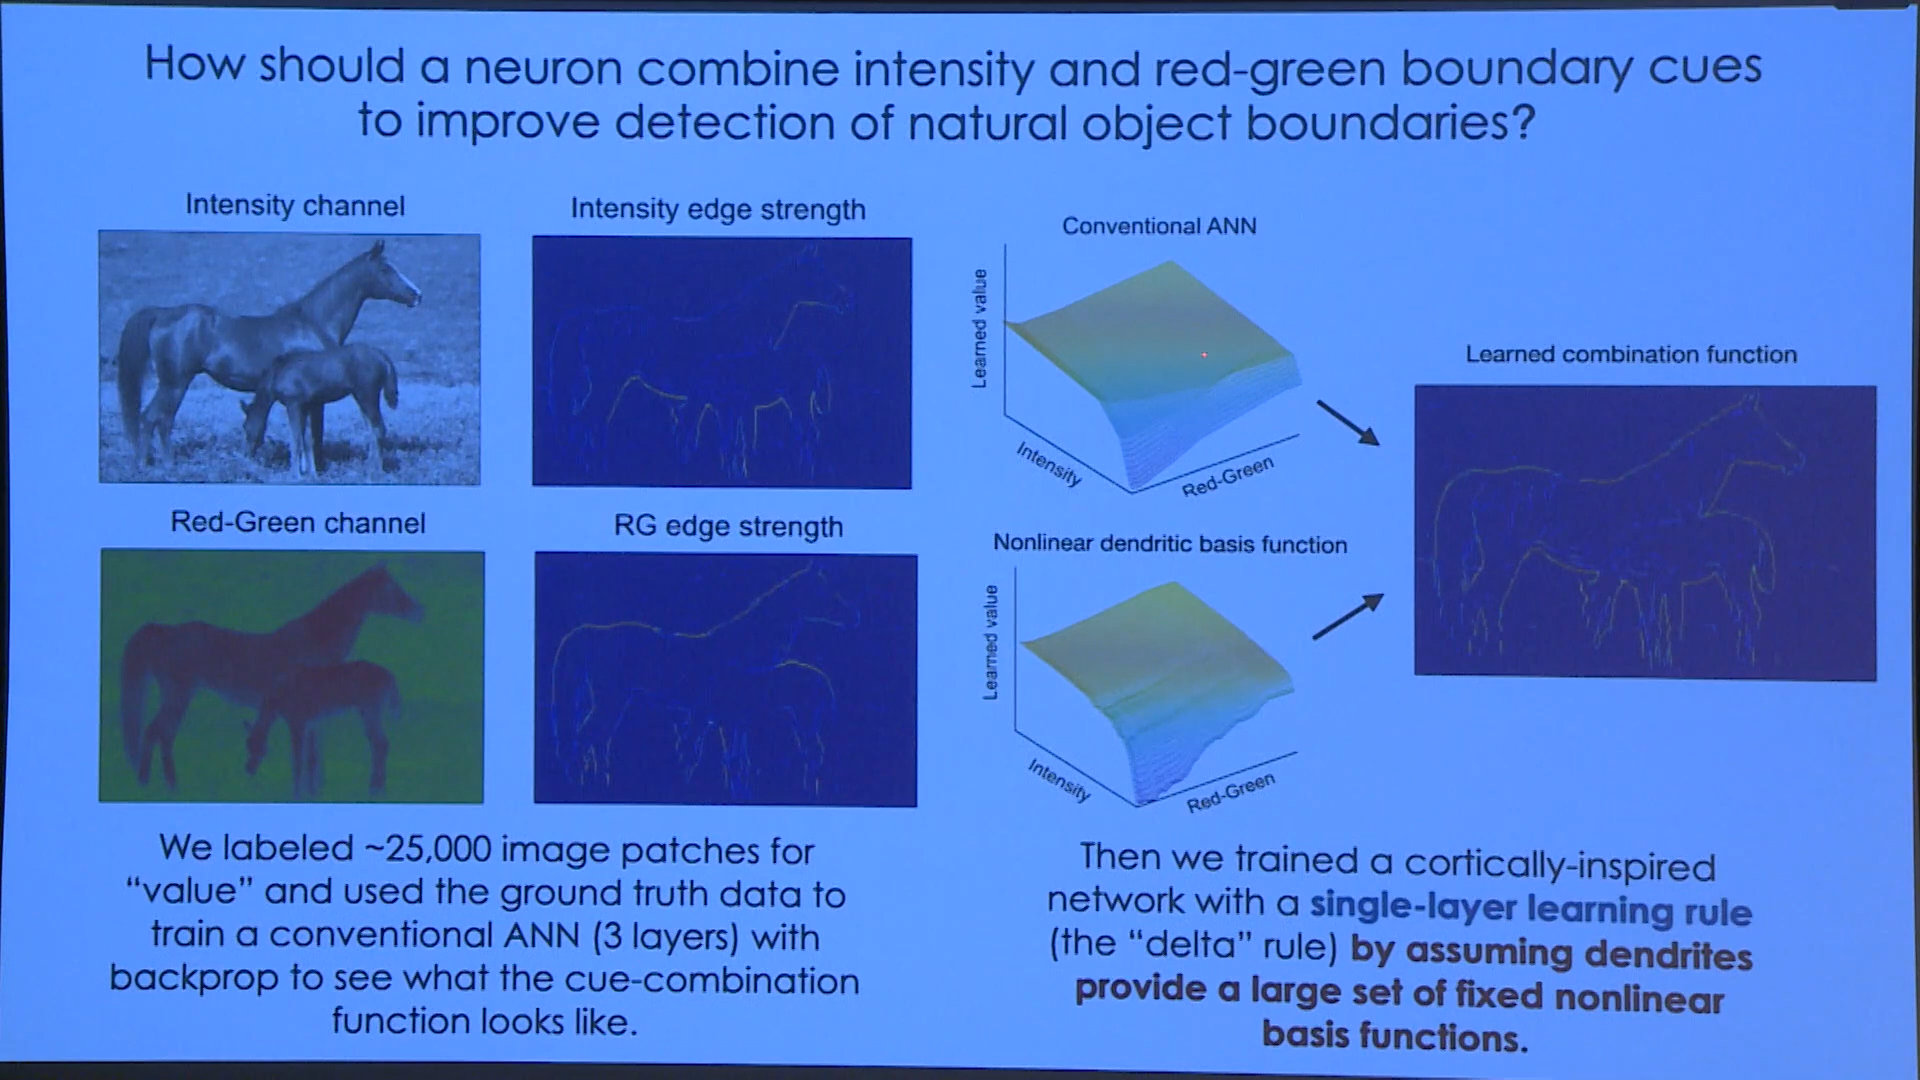 How should a neuron combine intensity and red-green boundary cues
to improve detection of natural object boundaries?
Intensity channel
Intensity edge strength
Conventional ANN
Learned value
Intensity
Red-Green
Learned combination function
Red-Green channel
RG edge strength
Nonlinear dendritic basis function
Learned value
Intensity
Red-Green
We labeled ~25,000 image patches for
“value” and used the ground truth data to
train a conventional ANN (3 layers) with
backprop to see what the cue-combination
function looks like.
Then we trained a cortically-inspired
network with a single-layer learning rule
(the “delta” rule) by assuming dendrites
provide a large set of fixed nonlinear
basis functions.